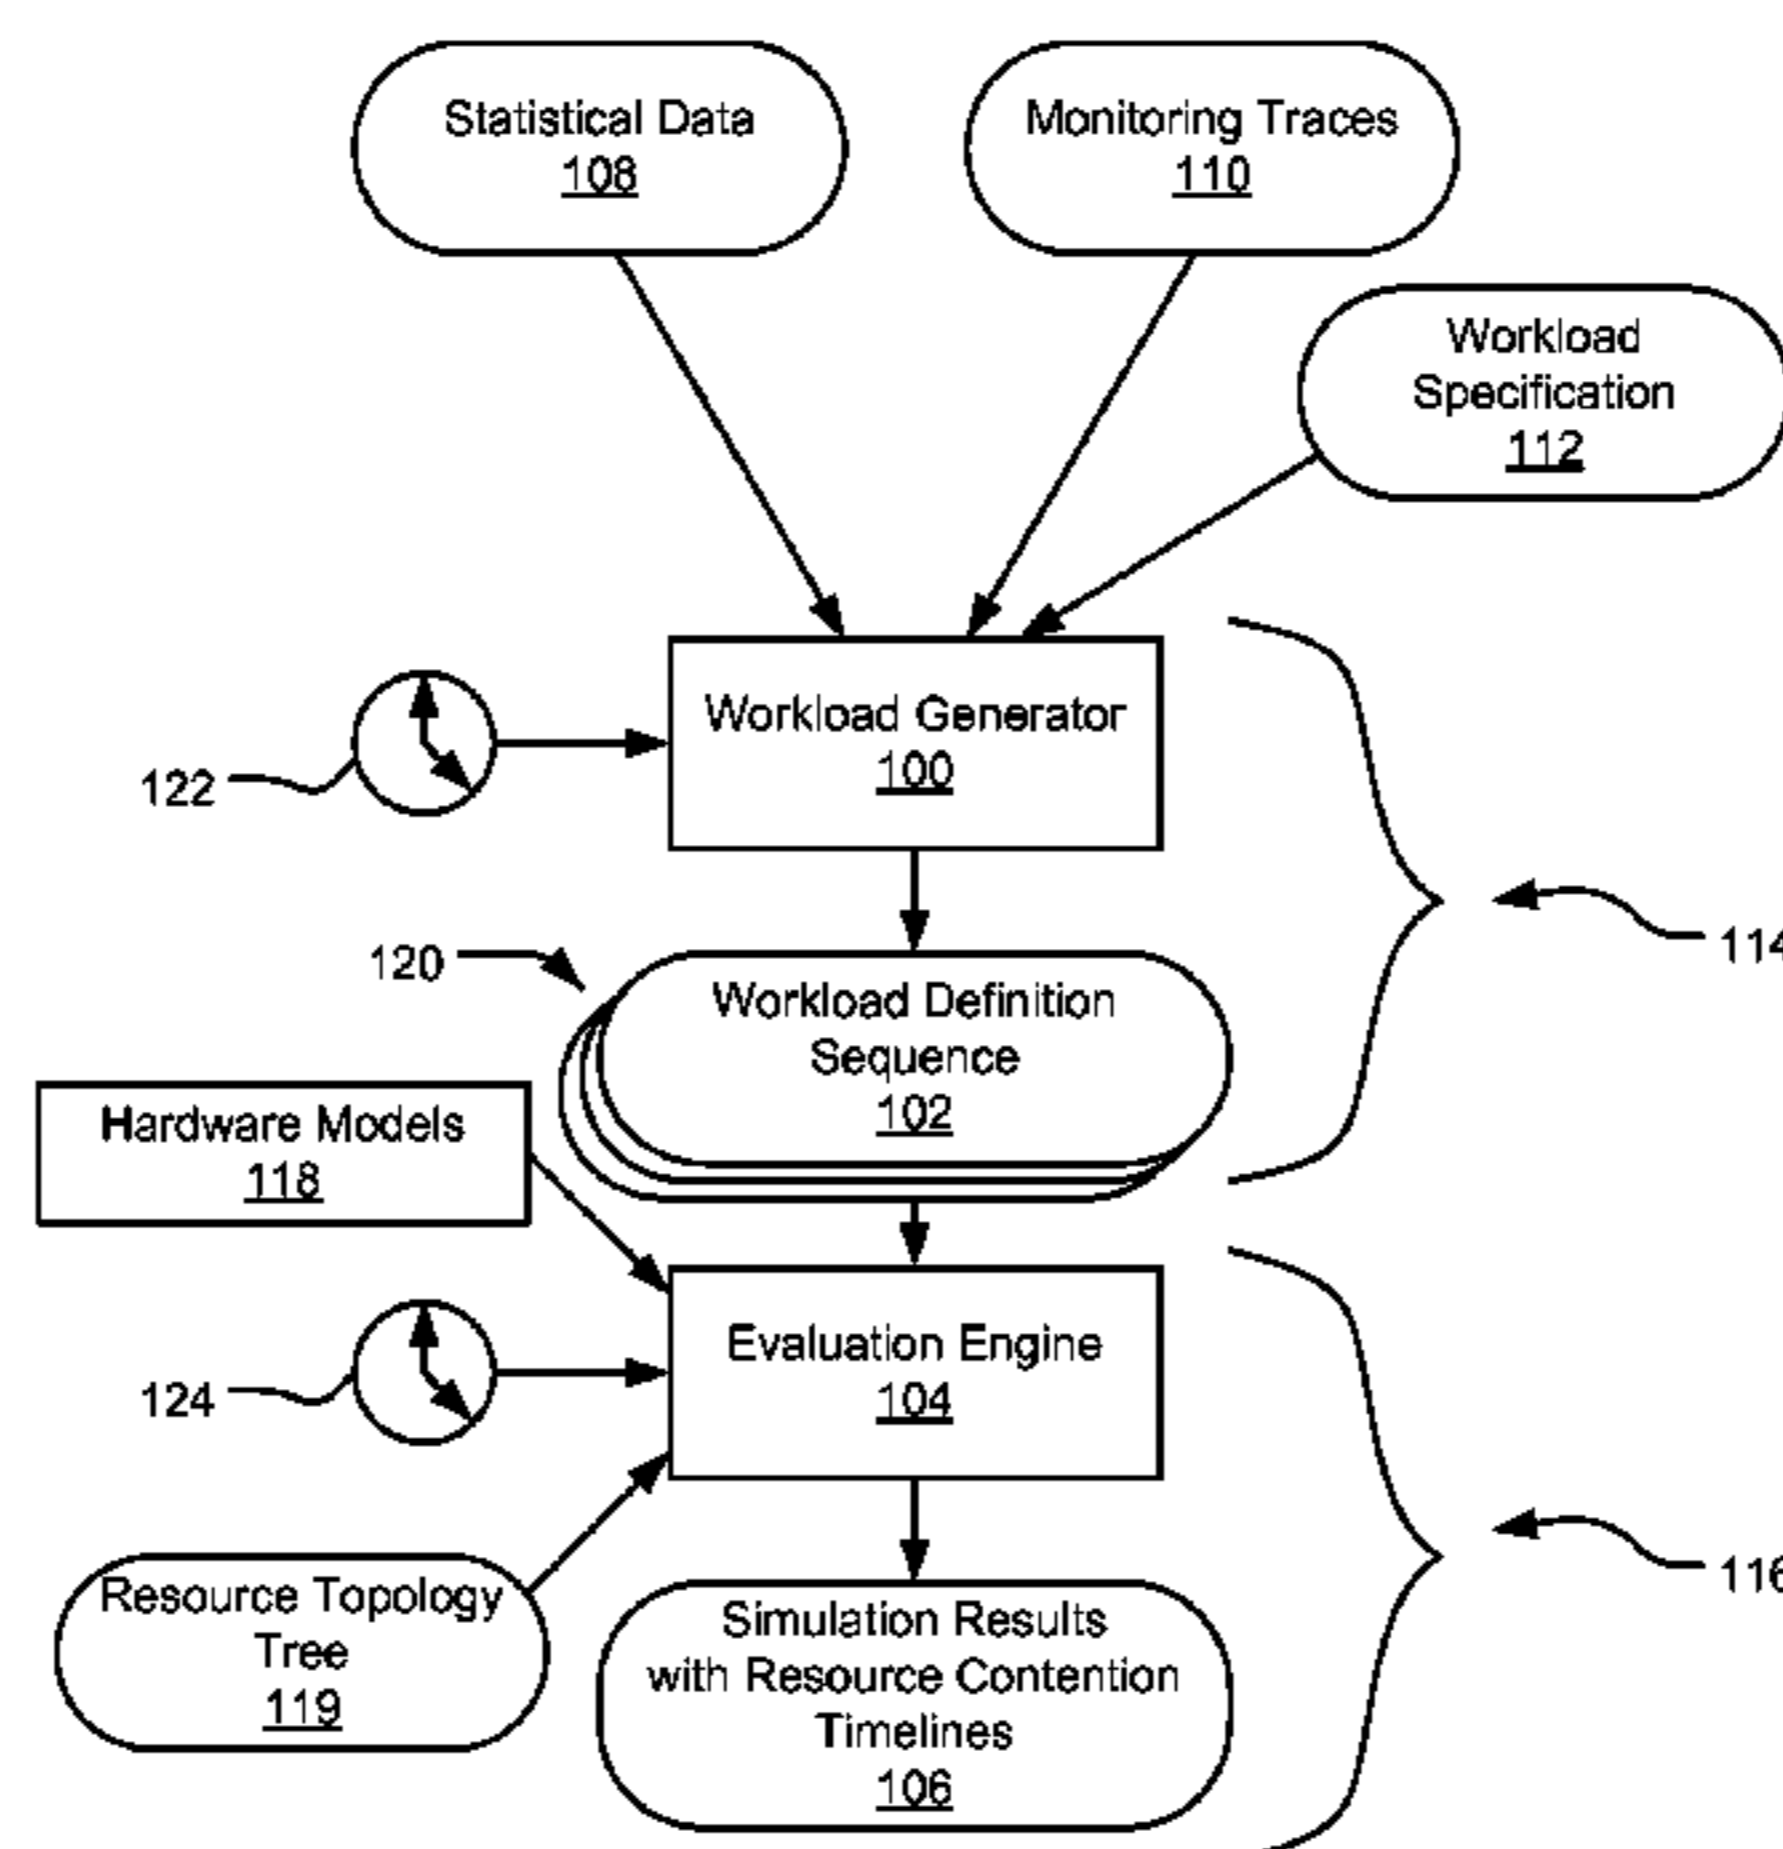 Statistical Data
108
Monitoring Traces
110
Workload
Specification
112
Workload Generator
100
122
114
120
Workload Definition
Sequence
102
Hardware Models
118
Evaluation Engine
104
124
116
Resource Topology
Tree
119
Simulation Results
with Resource Contention
Timelines
106